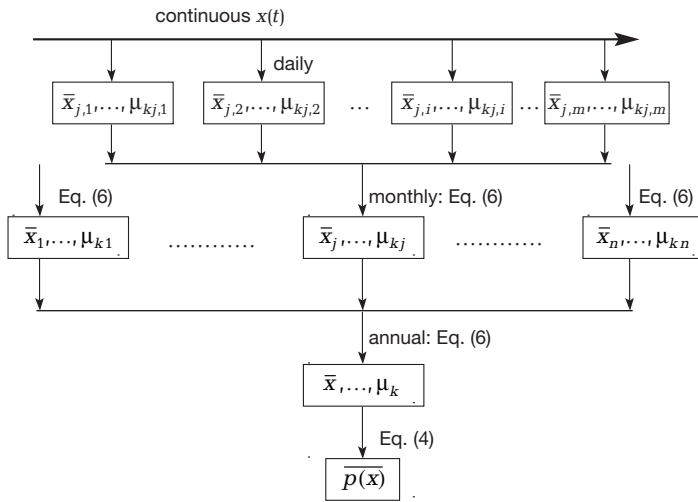 continuous x(t)
daily
x̄ⱼ,₁,…, μₖⱼ,₁ x̄ⱼ,₂,…, μₖⱼ,₂ … x̄ⱼ,ᵢ,…, μₖⱼ,ᵢ … x̄ⱼ,ₘ,…, μₖⱼ,ₘ
Eq. (6) monthly: Eq. (6) Eq. (6)
x̄₁,…, μₖ₁ ………… x̄ⱼ,…, μₖⱼ ………… x̄ₙ,…, μₖₙ
annual: Eq. (6)
x̄,…, μₖ
Eq. (4)
p̅(̅x̅)̅